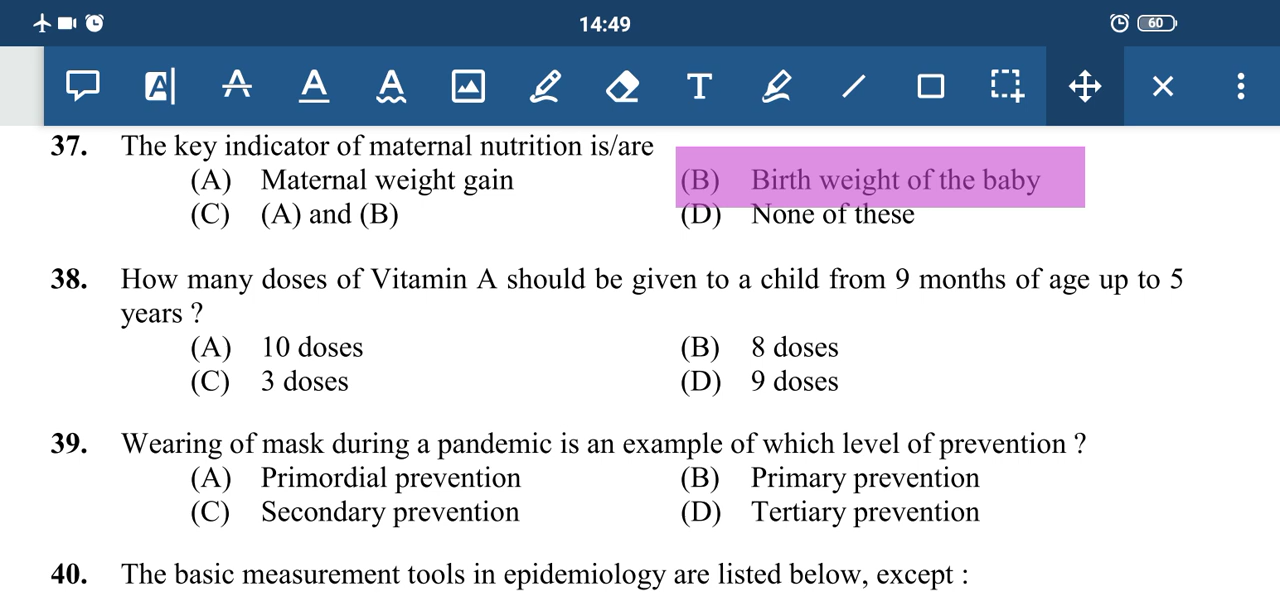 14:49
60
A
A
A
A
T
37. The key indicator of maternal nutrition is/are
(A) Maternal weight gain (B) Birth weight of the baby
(C) (A) and (B) (D) None of these
38. How many doses of Vitamin A should be given to a child from 9 months of age up to 5
years ?
(A) 10 doses (B) 8 doses
(C) 3 doses (D) 9 doses
39. Wearing of mask during a pandemic is an example of which level of prevention ?
(A) Primordial prevention (B) Primary prevention
(C) Secondary prevention (D) Tertiary prevention
40. The basic measurement tools in epidemiology are listed below, except :